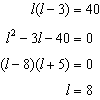 l(l − 3) = 40
l² − 3l − 40 = 0
(l − 8)(l + 5) = 0
l = 8